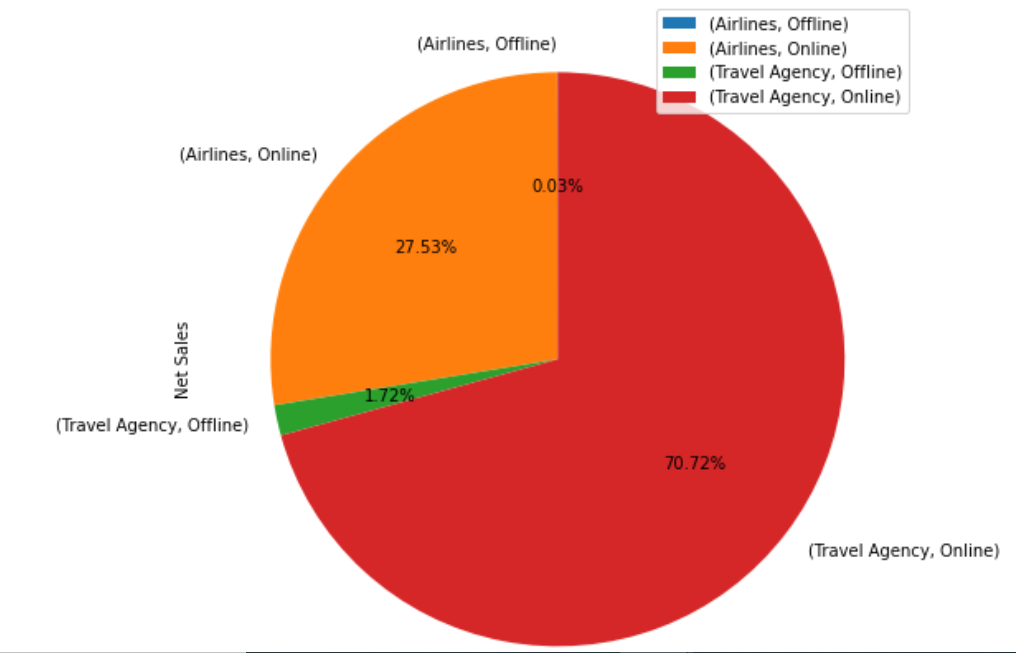 (Airlines, Offline)
(Airlines, Online)
(Travel Agency, Offline)
(Travel Agency, Online)
(Airlines, Offline)
(Airlines, Online)
0.03%
27.53%
Net Sales
1.72%
(Travel Agency, Offline)
70.72%
(Travel Agency, Online)